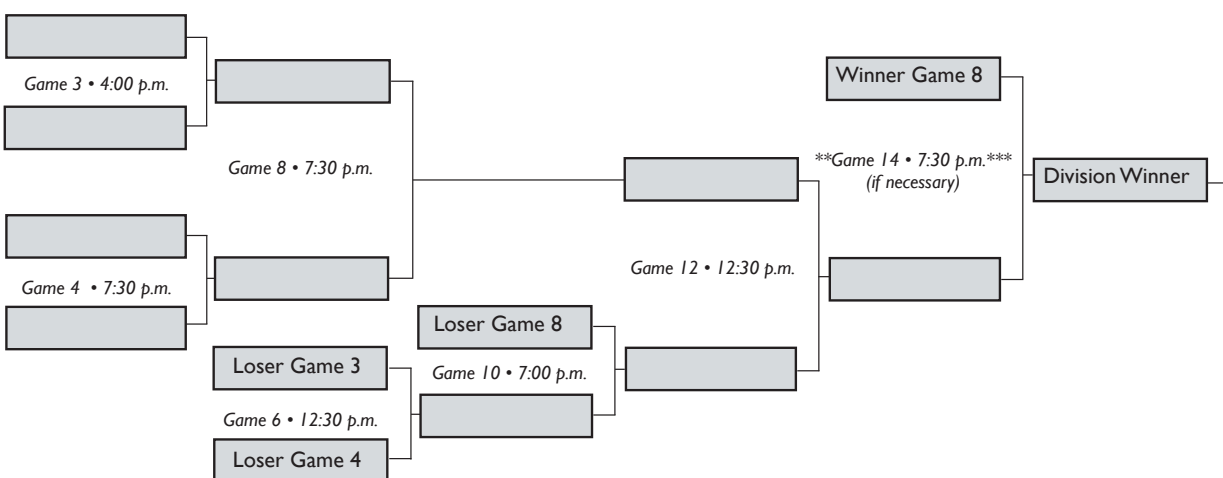 Game 3 • 4:00 p.m.
Game 8 • 7:30 p.m.
Game 4 • 7:30 p.m.
Winner Game 8
**Game 14 • 7:30 p.m.***
(if necessary)
Division Winner
Game 12 • 12:30 p.m.
Loser Game 8
Game 10 • 7:00 p.m.
Loser Game 3
Game 6 • 12:30 p.m.
Loser Game 4